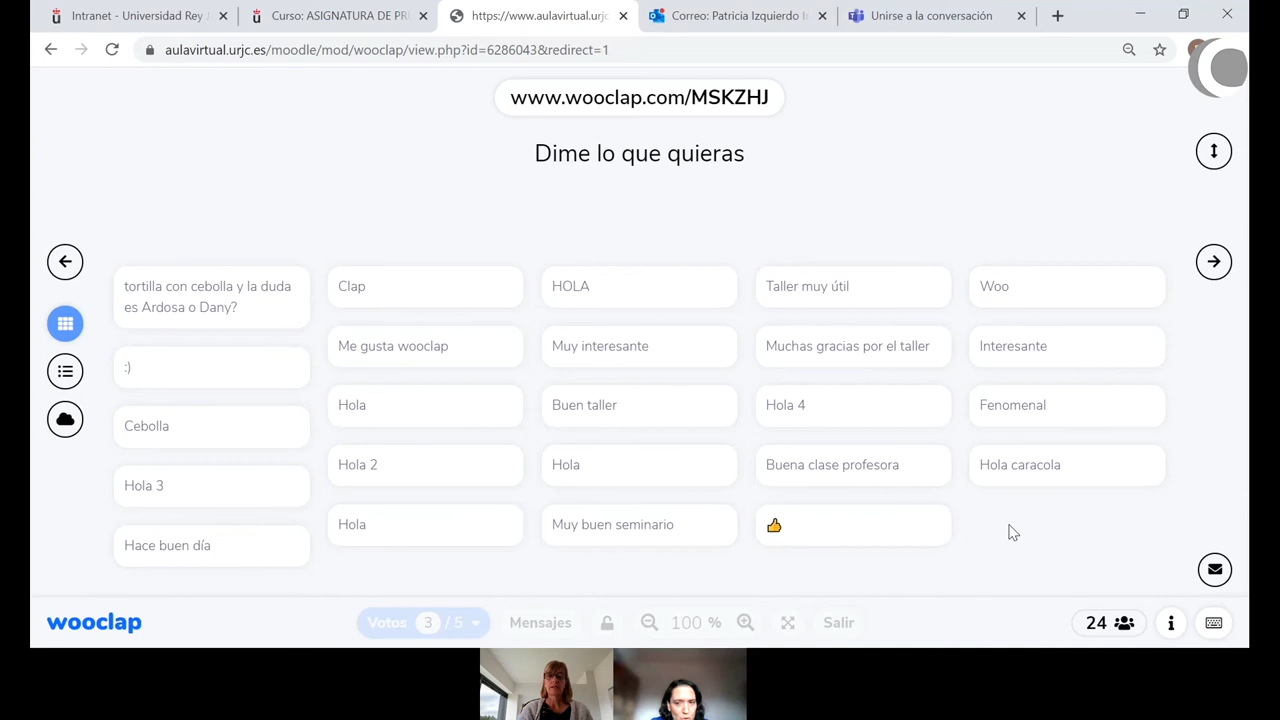 Intranet - Universidad Rey J
Curso: ASIGNATURA DE PR
https://www.aulavirtual.urjc
Correo: Patricia Izquierdo I
Unirse a la conversación
aulavirtual.urjc.es/moodle/mod/wooclap/view.php?id=6286043&redirect=1
www.wooclap.com/MSKZHJ
Dime lo que quieras
tortilla con cebolla y la duda
es Ardosa o Dany?
:)
Cebolla
Hola 3
Hace buen día
Clap
Me gusta wooclap
Hola
Hola 2
Hola
HOLA
Muy interesante
Buen taller
Hola
Muy buen seminario
Taller muy útil
Muchas gracias por el taller
Hola 4
Buena clase profesora
👍
Woo
Interesante
Fenomenal
Hola caracola
wooclap
Votos 3 / 5
Mensajes
100 %
Salir
24